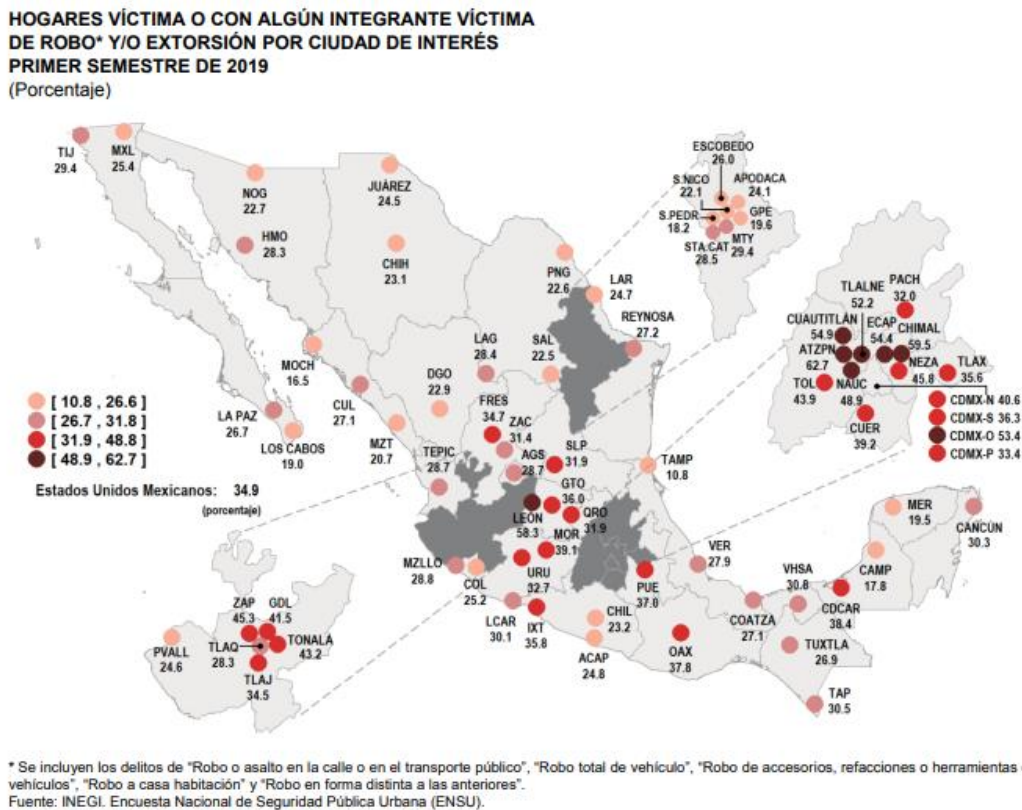 HOGARES VÍCTIMA O CON ALGÚN INTEGRANTE VÍCTIMA
DE ROBO* Y/O EXTORSIÓN POR CIUDAD DE INTERÉS
PRIMER SEMESTRE DE 2019
(Porcentaje)
TIJ
29.4
MXL
25.4
NOG
22.7
HMO
28.3
JUÁREZ
24.5
CHIH
23.1
PNG
22.6
LAR
24.7
REYNOSA
27.2
ESCOBEDO
26.0
S.NICO
22.1
APODACA
24.1
S.PEDR
18.2
GPE
19.6
STA.CAT
28.5
MTY
29.4
MOCH
16.5
LA PAZ
26.7
LOS CABOS
19.0
CUL
27.1
DGO
22.9
LAG
28.4
SAL
22.5
MZT
20.7
FRES
34.7
ZAC
31.4
TEPIC
28.7
AGS
28.7
SLP
31.9
TAMP
10.8
GTO
36.0
LEÓN
58.3
QRO
31.9
MOR
39.1
URU
32.7
MZLLO
28.8
COL
25.2
LCAR
30.1
IXT
35.8
CHIL
23.2
ACAP
24.8
PUE
37.0
OAX
37.8
VER
27.9
COATZA
27.1
VHSA
30.8
CDCAR
38.4
TUXTLA
26.9
TAP
30.5
CAMP
17.8
MER
19.5
CANCÚN
30.3
TLALNE
52.2
PACH
32.0
CUAUTITLÁN
54.9
ECAP
54.4
CHIMAL
59.5
ATZPN
62.7
NEZA
45.8
TLAX
35.6
TOL
43.9
NAUC
48.9
CUER
39.2
CDMX-N 40.6
CDMX-S 36.3
CDMX-O 53.4
CDMX-P 33.4
[ 10.8 , 26.6 ]
[ 26.7 , 31.8 ]
[ 31.9 , 48.8 ]
[ 48.9 , 62.7 ]
Estados Unidos Mexicanos: 34.9
(porcentaje)
ZAP
45.3
GDL
41.5
PVALL
24.6
TLAQ
28.3
TONALA
43.2
TLAJ
34.5
* Se incluyen los delitos de “Robo o asalto en la calle o en el transporte público”, “Robo total de vehículo”, “Robo de accesorios, refacciones o herramientas
vehículos”, “Robo a casa habitación” y “Robo en forma distinta a las anteriores”.
Fuente: INEGI. Encuesta Nacional de Seguridad Pública Urbana (ENSU).